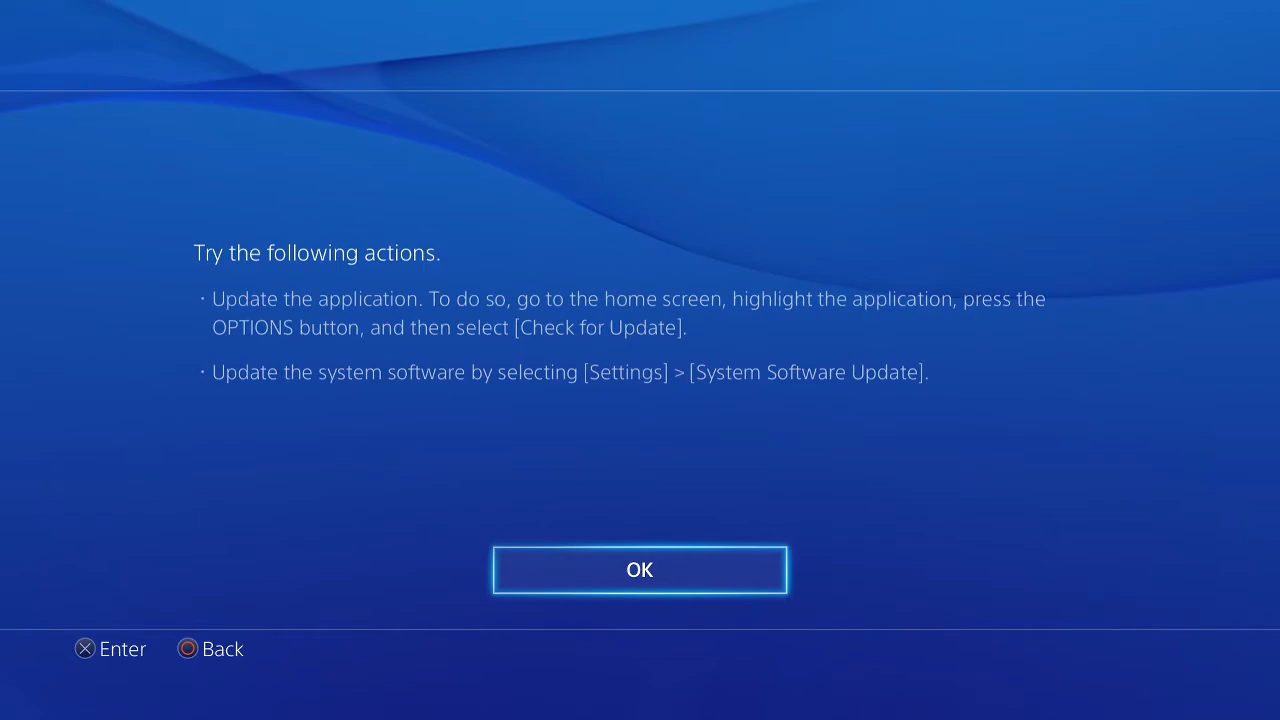 Try the following actions.
· Update the application. To do so, go to the home screen, highlight the application, press the
OPTIONS button, and then select [Check for Update].
· Update the system software by selecting [Settings] > [System Software Update].
OK
Enter Back